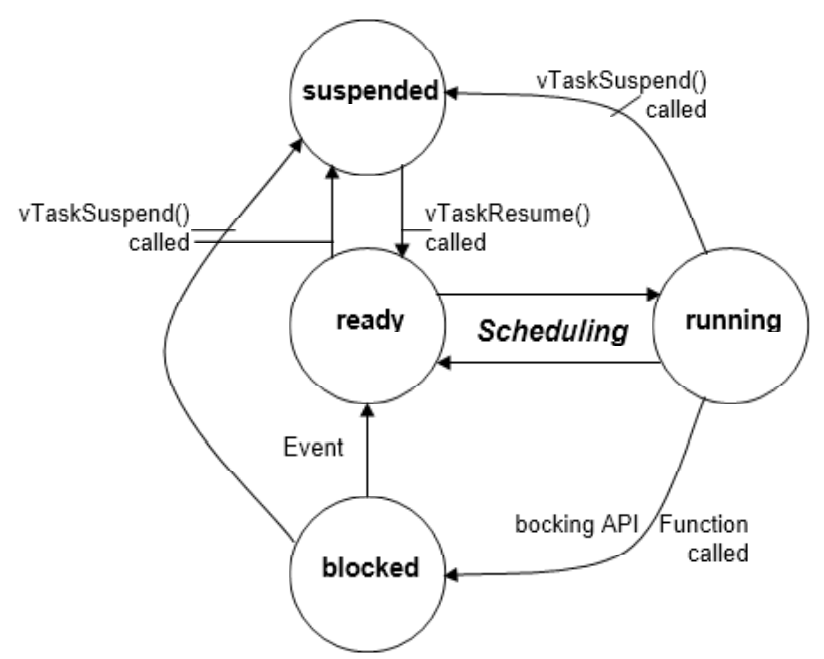 suspended
vTaskSuspend()
called
vTaskSuspend()
called
vTaskResume()
called
ready
Scheduling
running
Event
bocking API Function
called
blocked